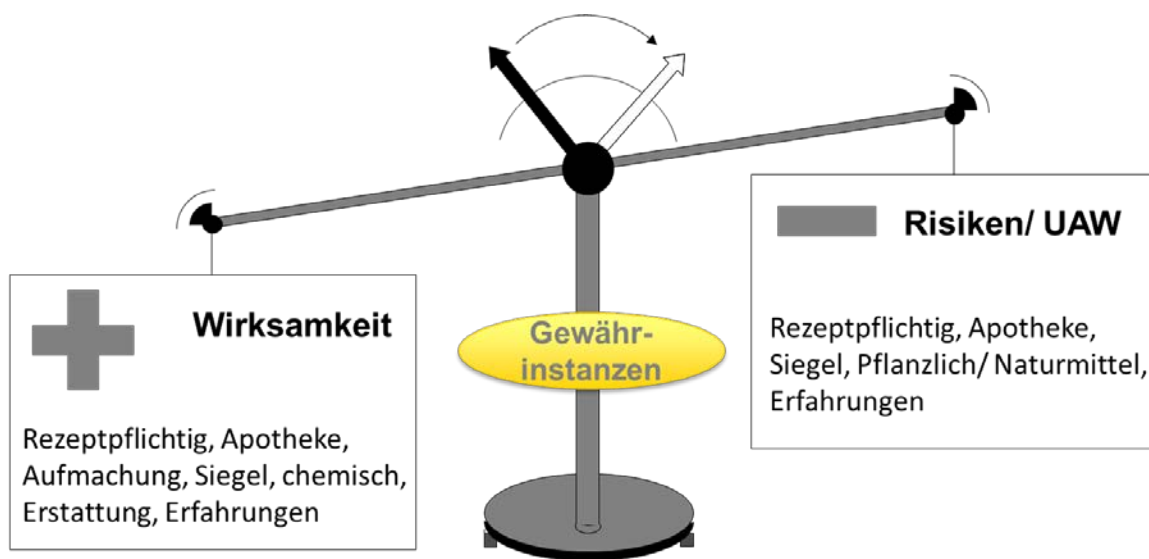 Wirksamkeit
Rezeptpflichtig, Apotheke,
Aufmachung, Siegel, chemisch,
Erstattung, Erfahrungen
Gewähr-
instanzen
Risiken/ UAW
Rezeptpflichtig, Apotheke,
Siegel, Pflanzlich/ Naturmittel,
Erfahrungen